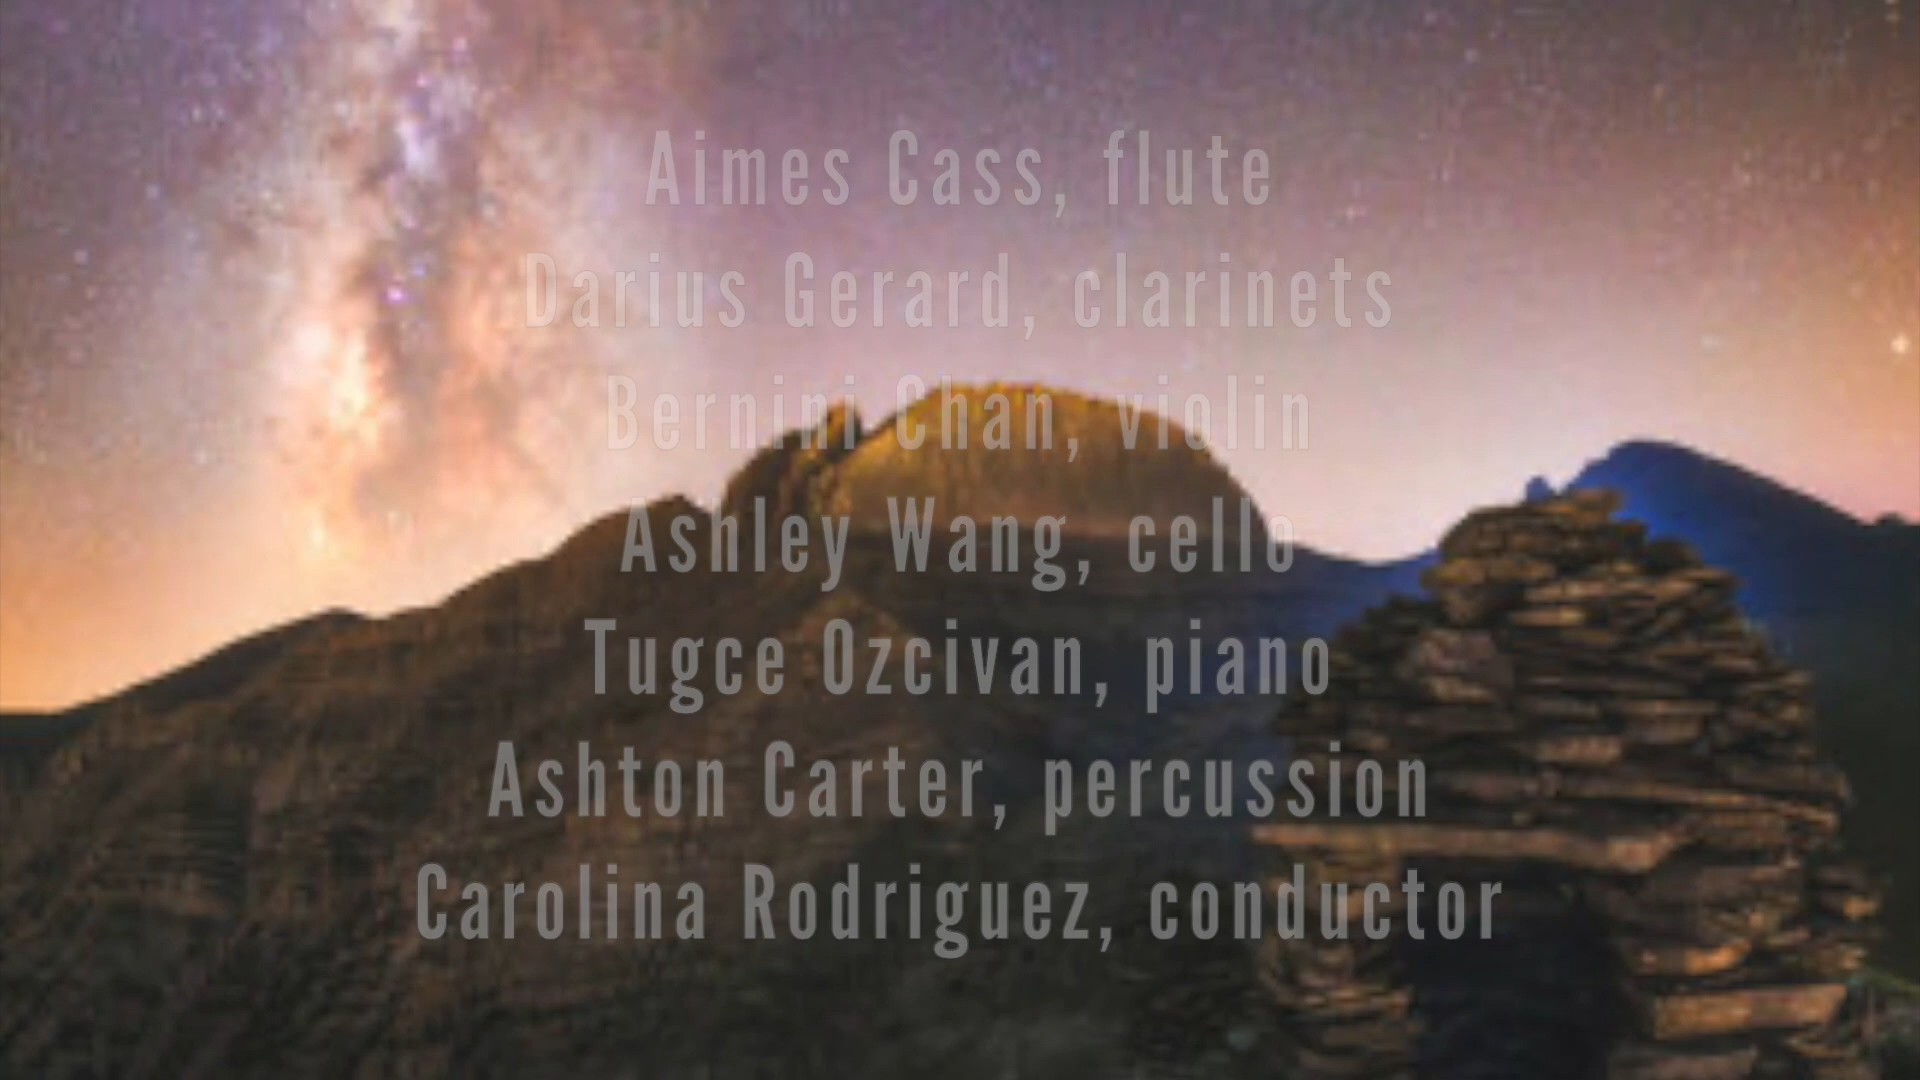 Aimes Cass, flute
Darius Gerard, clarinets
Bernini Chan, violin
Ashley Wang, cello
Tugce Ozcivan, piano
Ashton Carter, percussion
Carolina Rodriguez, conductor